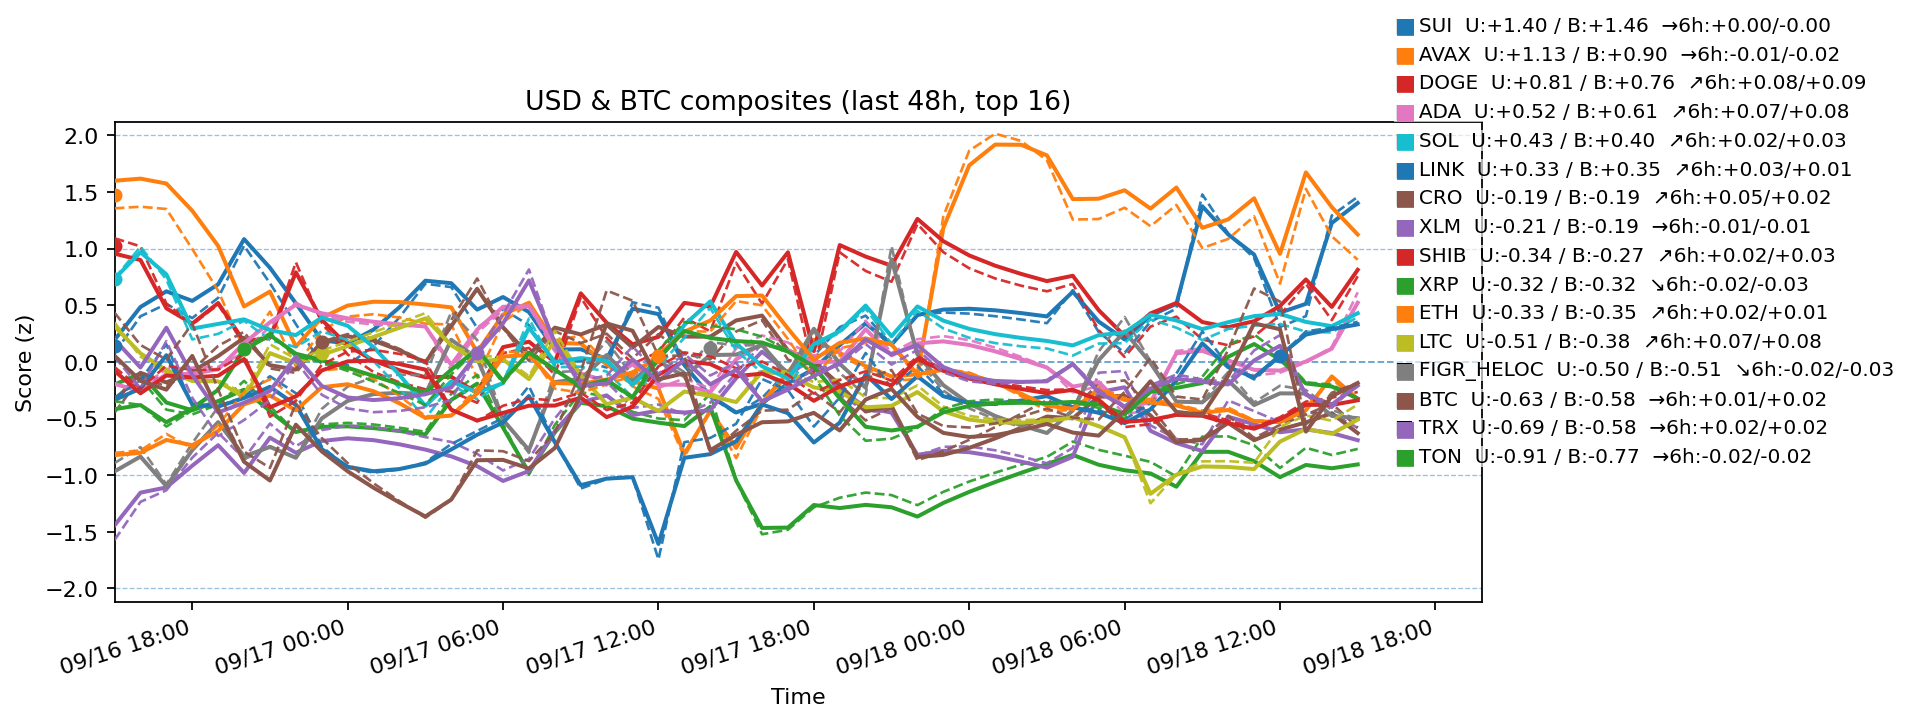 SUI  U:+1.40 / B:+1.46  →6h:+0.00/-0.00
AVAX  U:+1.13 / B:+0.90  →6h:-0.01/-0.02
DOGE  U:+0.81 / B:+0.76  ↗6h:+0.08/+0.09
ADA  U:+0.52 / B:+0.61  ↗6h:+0.07/+0.08
SOL  U:+0.43 / B:+0.40  ↗6h:+0.02/+0.03
LINK  U:+0.33 / B:+0.35  ↗6h:+0.03/+0.01
CRO  U:-0.19 / B:-0.19  ↗6h:+0.05/+0.02
XLM  U:-0.21 / B:-0.19  →6h:-0.01/-0.01
SHIB  U:-0.34 / B:-0.27  ↗6h:+0.02/+0.03
XRP  U:-0.32 / B:-0.32  ↘6h:-0.02/-0.03
ETH  U:-0.33 / B:-0.35  ↗6h:+0.02/+0.01
LTC  U:-0.51 / B:-0.38  ↗6h:+0.07/+0.08
FIGR_HELOC  U:-0.50 / B:-0.51  ↘6h:-0.02/-0.03
BTC  U:-0.63 / B:-0.58  →6h:+0.01/+0.02
TRX  U:-0.69 / B:-0.58  →6h:+0.02/+0.02
TON  U:-0.91 / B:-0.77  →6h:-0.02/-0.02
USD & BTC composites (last 48h, top 16)
Score (z)
2.0
1.5
1.0
0.5
0.0
−0.5
−1.0
−1.5
−2.0
09/16 18:00
09/17 00:00
09/17 06:00
09/17 12:00
09/17 18:00
09/18 00:00
09/18 06:00
09/18 12:00
09/18 18:00
Time